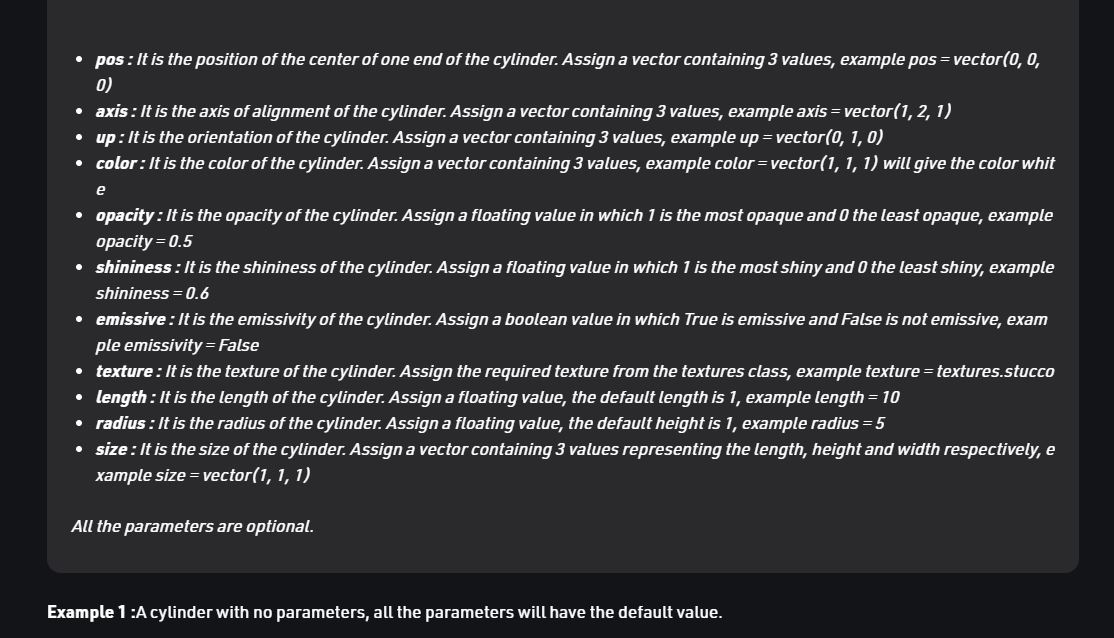 • pos : It is the position of the center of one end of the cylinder. Assign a vector containing 3 values, example pos = vector(0, 0,
0)
• axis : It is the axis of alignment of the cylinder. Assign a vector containing 3 values, example axis = vector(1, 2, 1)
• up : It is the orientation of the cylinder. Assign a vector containing 3 values, example up = vector(0, 1, 0)
• color : It is the color of the cylinder. Assign a vector containing 3 values, example color = vector(1, 1, 1) will give the color whit
e
• opacity : It is the opacity of the cylinder. Assign a floating value in which 1 is the most opaque and 0 the least opaque, example
opacity = 0.5
• shininess : It is the shininess of the cylinder. Assign a floating value in which 1 is the most shiny and 0 the least shiny, example
shininess = 0.6
• emissive : It is the emissivity of the cylinder. Assign a boolean value in which True is emissive and False is not emissive, exam
ple emissivity = False
• texture : It is the texture of the cylinder. Assign the required texture from the textures class, example texture = textures.stucco
• length : It is the length of the cylinder. Assign a floating value, the default length is 1, example length = 10
• radius : It is the radius of the cylinder. Assign a floating value, the default height is 1, example radius = 5
• size : It is the size of the cylinder. Assign a vector containing 3 values representing the length, height and width respectively, e
xample size = vector(1, 1, 1)
All the parameters are optional.
Example 1 :A cylinder with no parameters, all the parameters will have the default value.